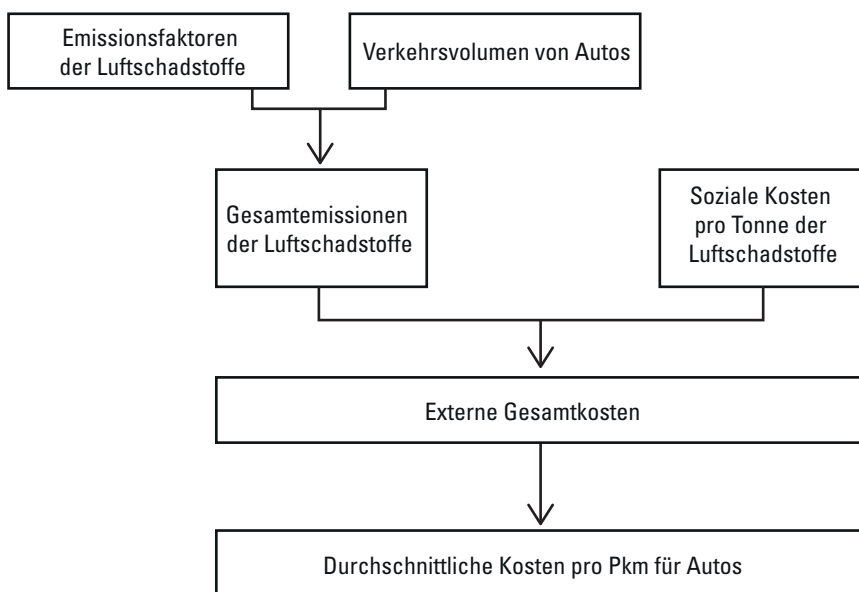 Emissionsfaktoren
der Luftschadstoffe
Verkehrsvolumen von Autos
Gesamtemissionen
der Luftschadstoffe
Soziale Kosten
pro Tonne der
Luftschadstoffe
Externe Gesamtkosten
Durchschnittliche Kosten pro Pkm für Autos